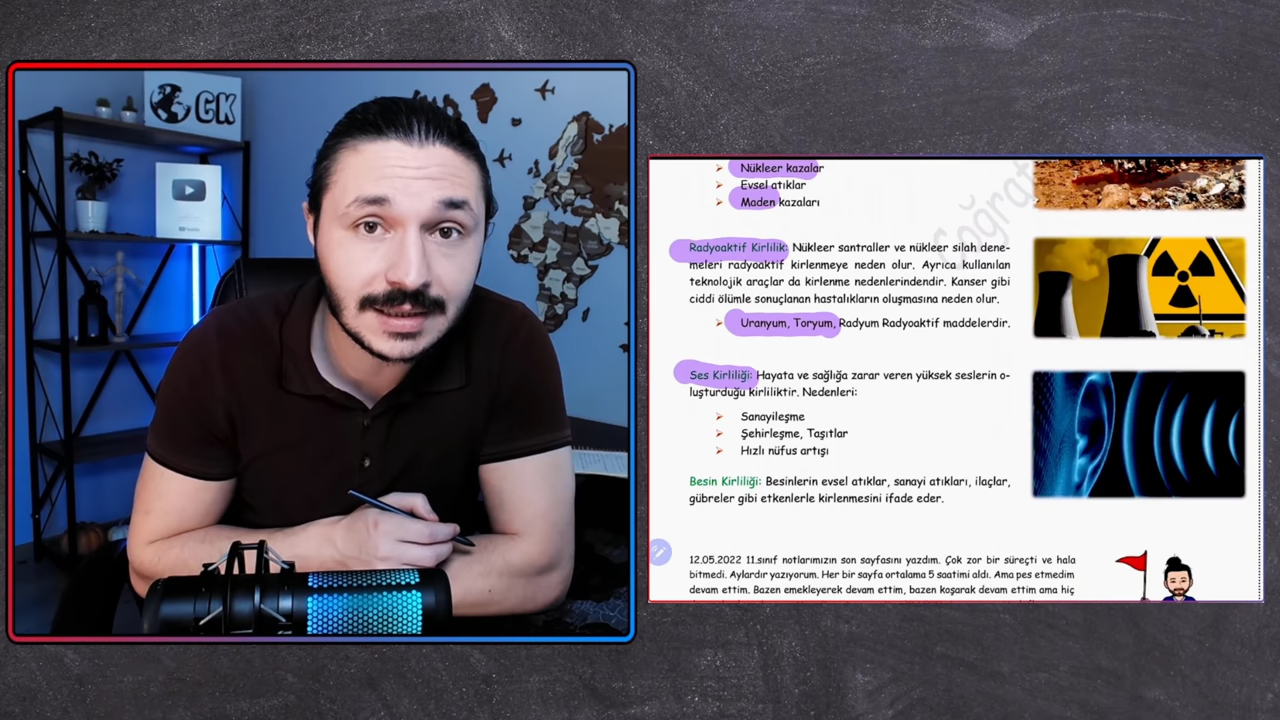 CK
Nükleer kazalar
Evsel atıklar
Maden kazaları
Radyoaktif Kirlilik: Nükleer santraller ve nükleer silah dene-
meleri radyoaktif kirlenmeye neden olur. Ayrıca kullanılan
teknolojik araçlar da kirlenme nedenlerindendir. Kanser gibi
ciddi ölümle sonuçlanan hastalıkların oluşmasına neden olur.
Uranyum, Toryum, Radyum Radyoaktif maddelerdir.
Ses Kirliliği: Hayata ve sağlığa zarar veren yüksek seslerin o-
luşturduğu kirliliktir. Nedenleri:
Sanayileşme
Şehirleşme, Taşıtlar
Hızlı nüfus artışı
Besin Kirliliği: Besinlerin evsel atıklar, sanayi atıkları, ilaçlar,
gübreler gibi etkenlerle kirlenmesini ifade eder.
12.05.2022 11.sınıf notlarımızın son sayfasını yazdım. Çok zor bir süreçti ve hala
bitmedi. Aylardır yazıyorum. Her bir sayfa ortalama 5 saatimi aldı. Ama pes etmedim
devam ettim. Bazen emekleyerek devam ettim, bazen koşarak devam ettim ama hiç